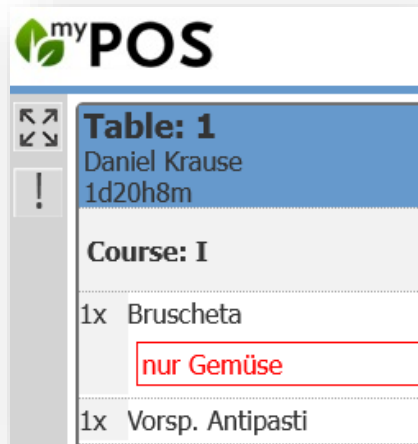 myPOS
Table: 1
Daniel Krause
1d20h8m
!
Course: I
1x Bruscheta
nur Gemüse
1x Vorsp. Antipasti